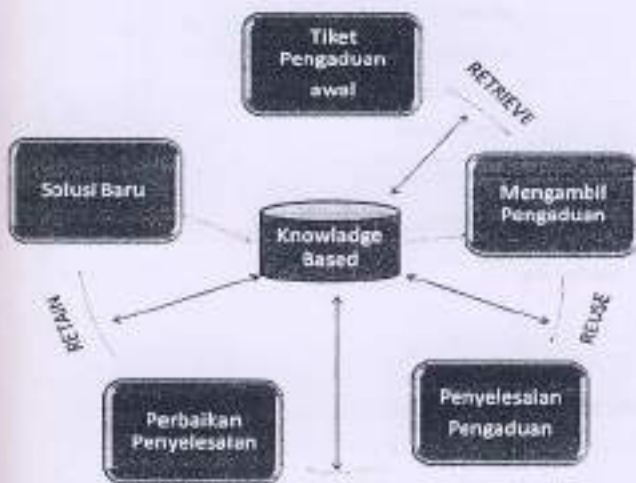 Tiket
Pengaduan
awal
RETRIEVE
Solusi Baru
Mengambil
Pengaduan
Knowladge
Based
RETAIN
REUSE
Perbaikan
Penyelesaian
Penyelesaian
Pengaduan